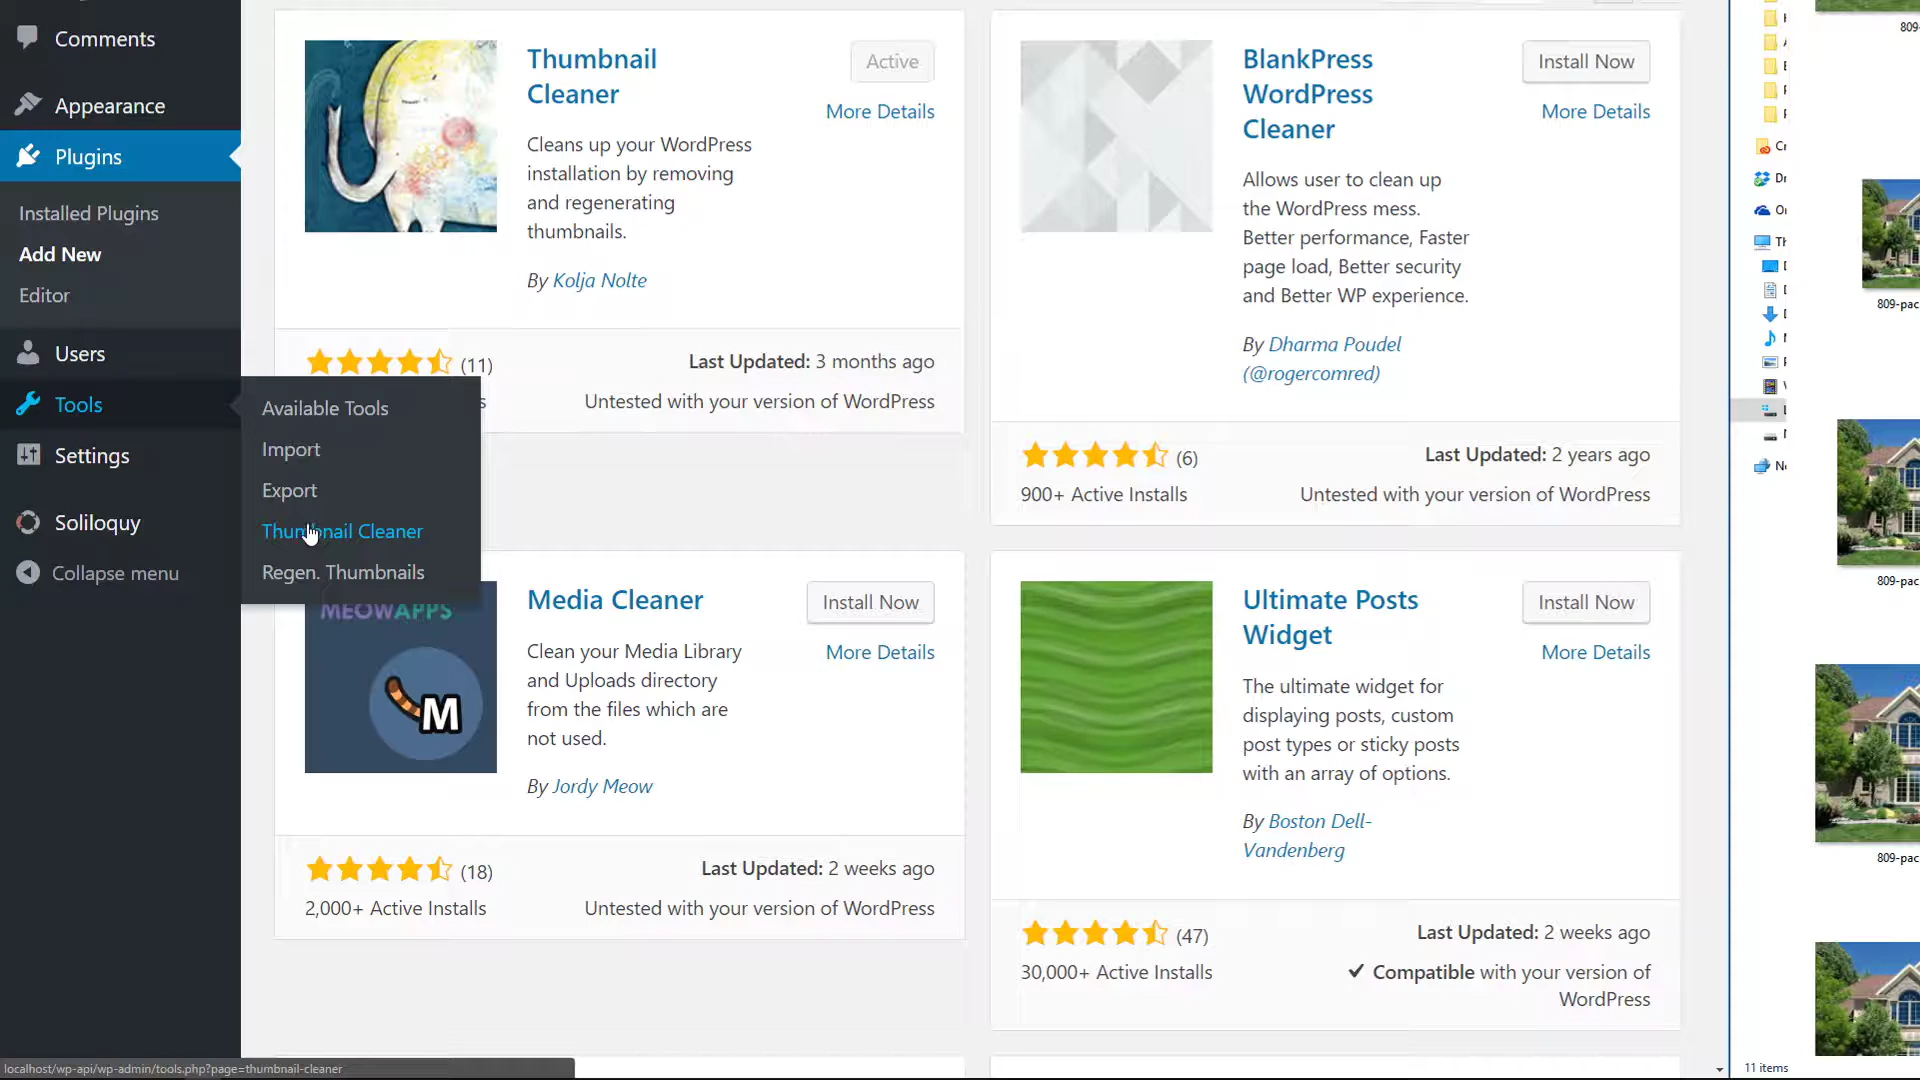 Comments
Appearance
Plugins
Installed Plugins
Add New
Editor
Users
Tools
Settings
Soliloquy
Collapse menu
Available Tools
Import
Export
Thumbnail Cleaner
Regen. Thumbnails
Thumbnail
Cleaner
Active
More Details
Cleans up your WordPress
installation by removing
and regenerating
thumbnails.
By Kolja Nolte
(11)
Last Updated: 3 months ago
Untested with your version of WordPress
BlankPress
WordPress
Cleaner
Install Now
More Details
Allows user to clean up
the WordPress mess.
Better performance, Faster
page load, Better security
and Better WP experience.
By Dharma Poudel
(@rogercomred)
(6)
Last Updated: 2 years ago
900+ Active Installs
Untested with your version of WordPress
MEOWAPPS
M
Media Cleaner
Install Now
More Details
Clean your Media Library
and Uploads directory
from the files which are
not used.
By Jordy Meow
(18)
Last Updated: 2 weeks ago
2,000+ Active Installs
Untested with your version of WordPress
Ultimate Posts
Widget
Install Now
More Details
The ultimate widget for
displaying posts, custom
post types or sticky posts
with an array of options.
By Boston Dell-
Vandenberg
(47)
Last Updated: 2 weeks ago
30,000+ Active Installs
Compatible with your version of
WordPress
809
809-pac
809-pac
809-pac
11 items
localhost/wp-api/wp-admin/tools.php?page=thumbnail-cleaner